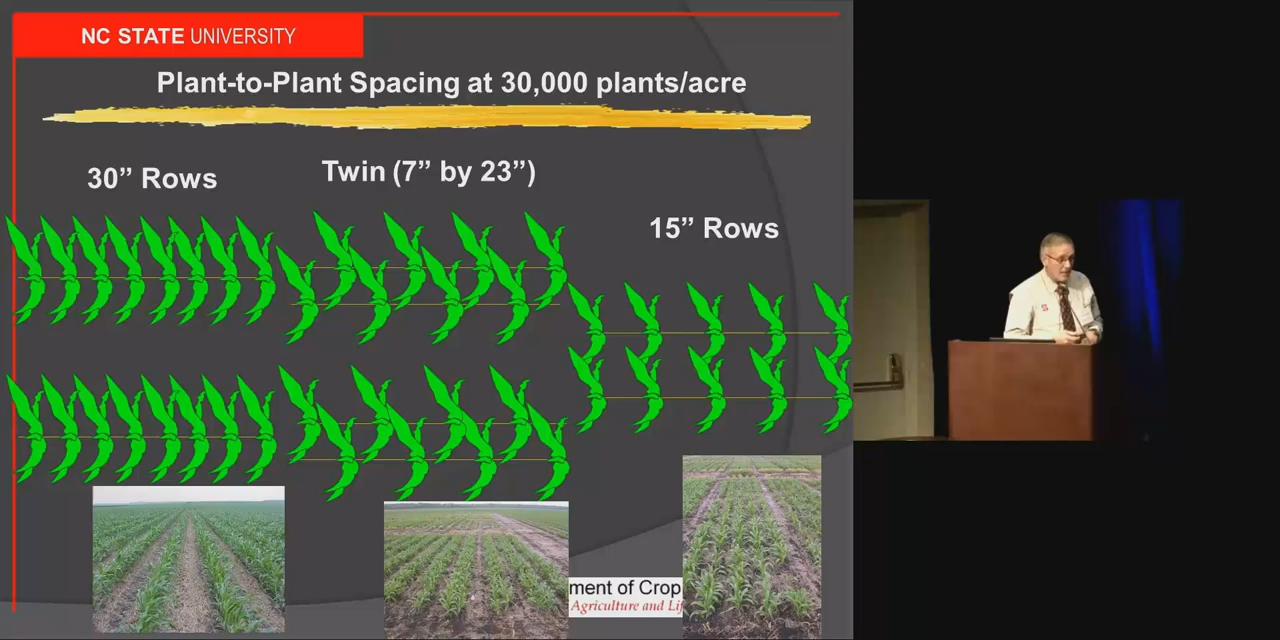 NC STATE UNIVERSITY
Plant-to-Plant Spacing at 30,000 plants/acre
30” Rows
Twin (7” by 23”)
15” Rows
ment of Crop
Agriculture and Lif